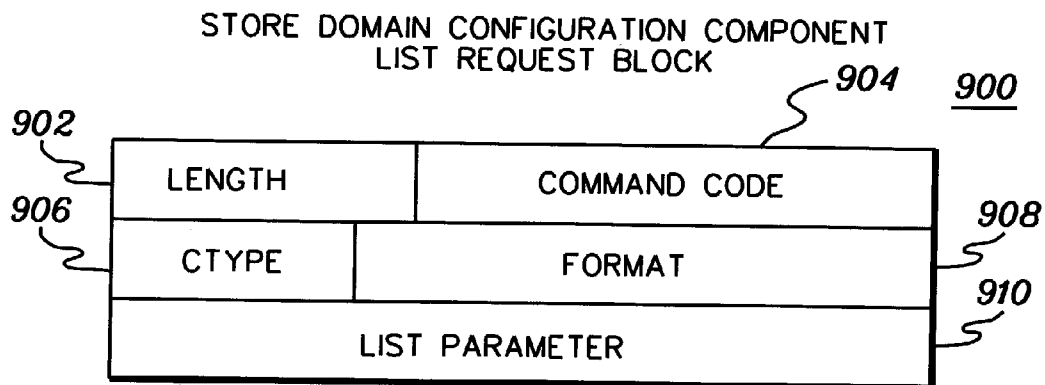 STORE DOMAIN CONFIGURATION COMPONENT
LIST REQUEST BLOCK
904
900
902
LENGTH
COMMAND CODE
906
CTYPE
FORMAT
908
LIST PARAMETER
910